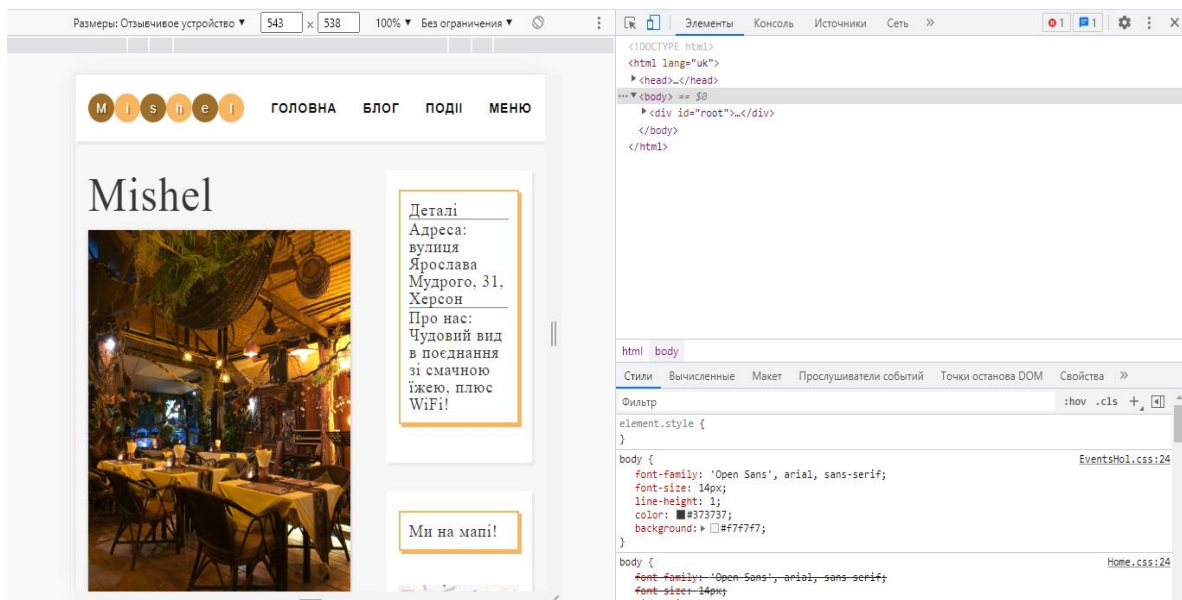 Размеры: Отзывчивое устройство ▼ 543 x 538 100% ▼ Без ограничения ▼
Mishel ГОЛОВНА БЛОГ ПОДІЇ МЕНЮ
Mishel
Деталі
Адреса:
вулиця
Ярослава
Мудрого, 31,
Херсон
Про нас:
Чудовий вид
в поєднання
зі смачною
їжею, плюс
WiFi!
Ми на мапі!
Элементы Консоль Источники Сеть » 1 1
<!DOCTYPE html>
<html lang="uk">
<head>…</head>
<body> == $0
<div id="root">…</div>
</body>
</html>
html body
Стили Вычисленные Макет Прослушиватели событий Точки останова DOM Свойства »
Фильтр :hov .cls +
element.style {
}
body { EventsHol.css:24
font-family: 'Open Sans', arial, sans-serif;
font-size: 14px;
line-height: 1;
color: #373737;
background: #f7f7f7;
}
body { Home.css:24
font-family: 'Open Sans', arial, sans-serif;
font-size: 14px;